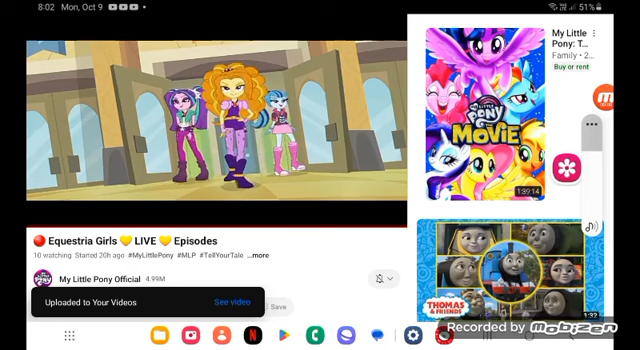 8:02 Mon, Oct 9
51%
My Little
Pony: T...
Family • 2...
Buy or rent
MY LITTLE
PONY
THE
MOVIE
1:39:14
🔴 Equestria Girls 💛 LIVE 💛 Episodes
10 watching Started 20h ago #MyLittlePony #MLP #TellYourTale ...more
My Little Pony Official 4.99M
Uploaded to Your Videos See video
Save
THOMAS
& FRIENDS
1:32
Recorded by Mobizen